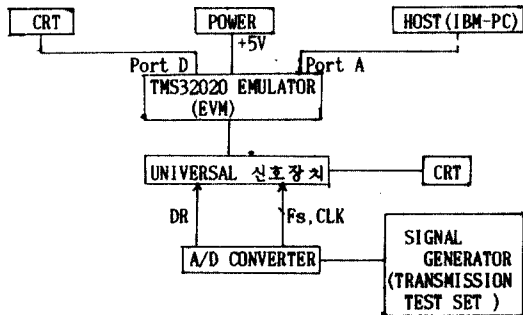 CRT
POWER
HOST(IBM-PC)
+5V
Port D
Port A
TMS32020 EMULATOR
(EVM)
UNIVERSAL 신호장치
CRT
DR
Fs,CLK
A/D CONVERTER
SIGNAL
GENERATOR
(TRANSMISSION
TEST SET )